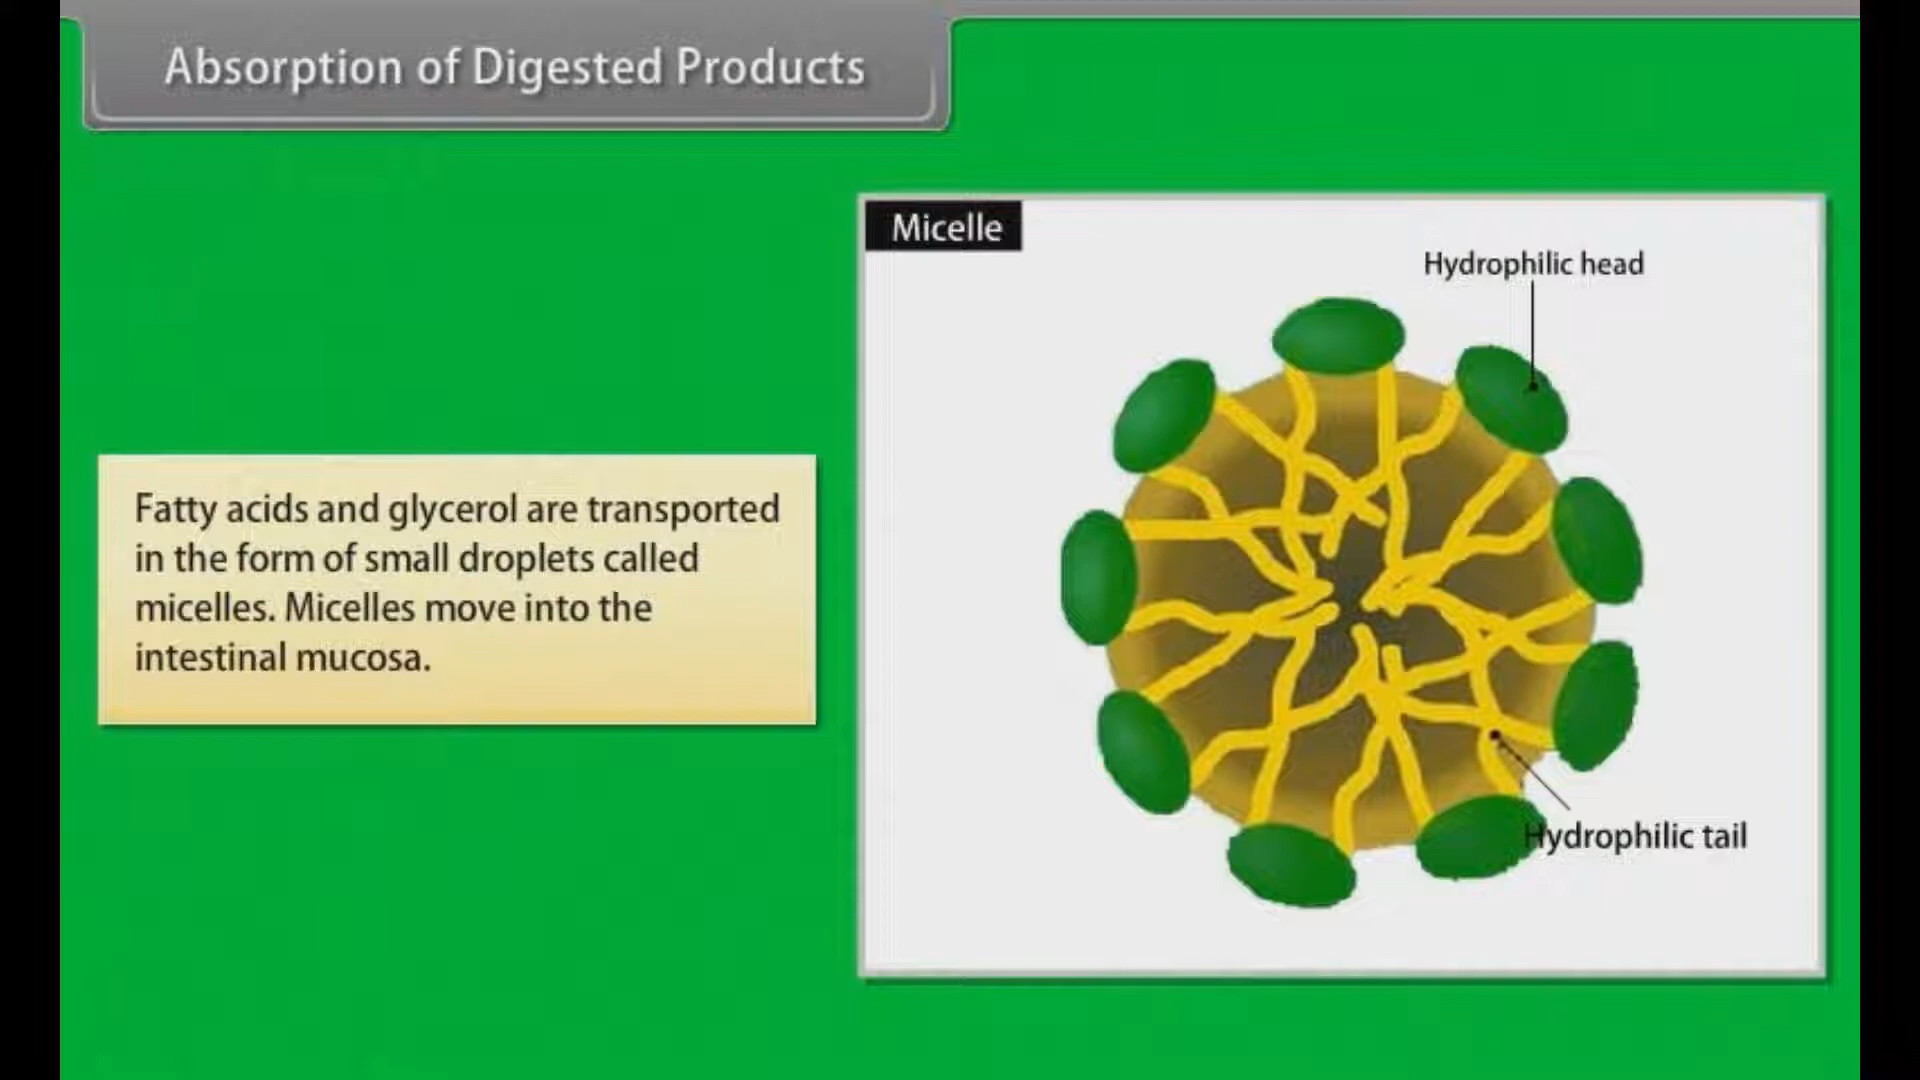 Absorption of Digested Products
Micelle
Hydrophilic head
Fatty acids and glycerol are transported
in the form of small droplets called
micelles. Micelles move into the
intestinal mucosa.
Hydrophilic tail